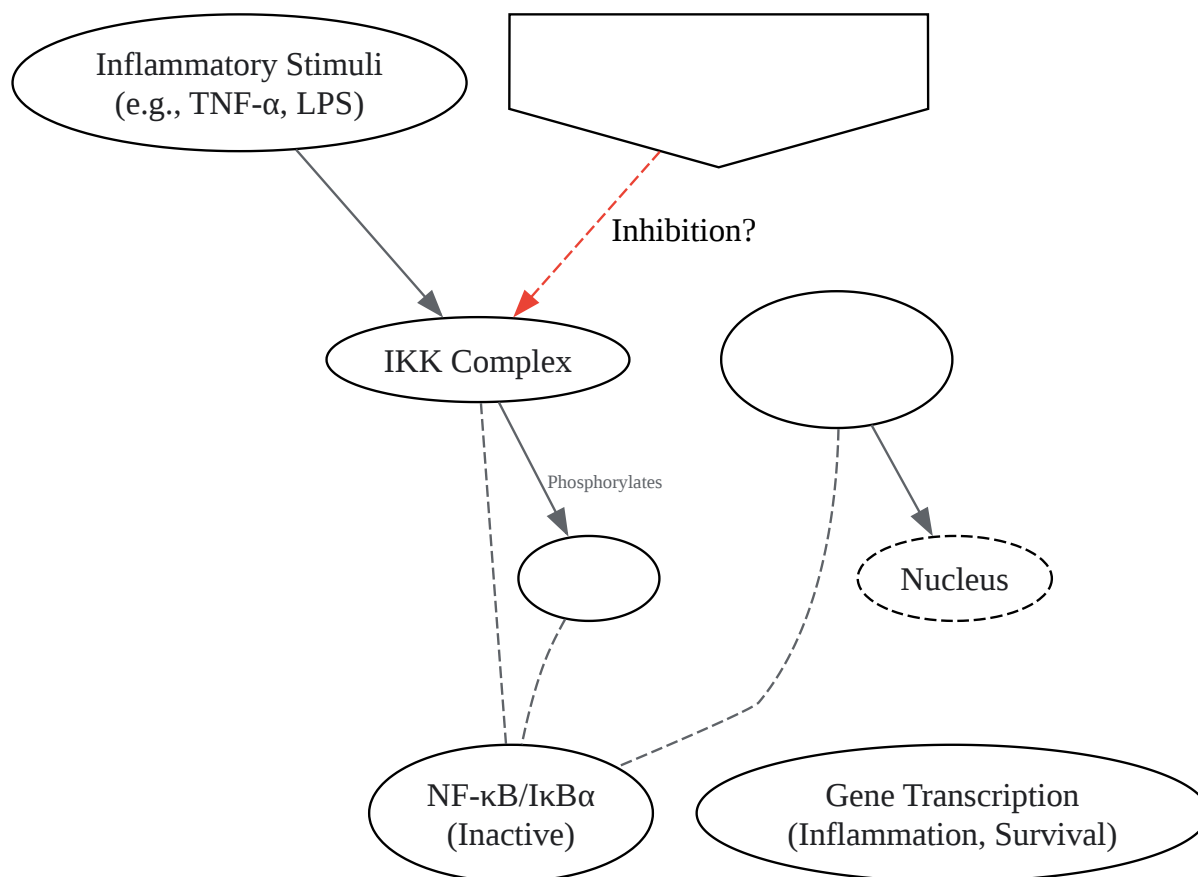 Inflammatory Stimuli
(e.g., TNF-α, LPS)
Inhibition?
IKK Complex
Phosphorylates
Nucleus
NF-κB/IκBα
(Inactive)
Gene Transcription
(Inflammation, Survival)